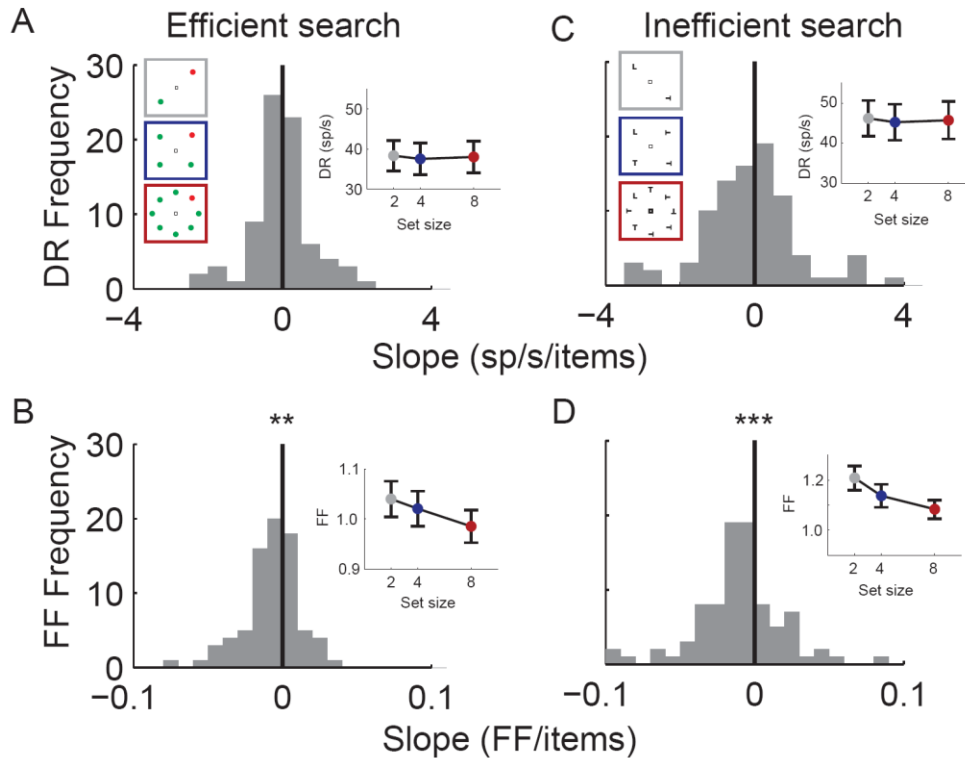 A
Efficient search
DR Frequency
30
20
10
0
−4
0
4
DR (sp/s)
50
40
30
2
4
8
Set size
C
Inefficient search
L
T
L
T
T
T
L
T
T
T
T
T
T
T
−4
0
4
DR (sp/s)
50
40
30
2
4
8
Set size
Slope (sp/s/items)
B
**
FF Frequency
30
20
10
0
−0.1
0
0.1
FF
1.1
1.0
0.9
2
4
8
Set size
D
***
−0.1
0
0.1
FF
1.2
1.0
2
4
8
Set size
Slope (FF/items)